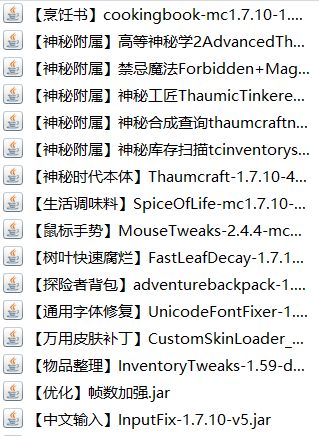 【烹饪书】cookingbook-mc1.7.10-1....
【神秘附属】高等神秘学2AdvancedTh...
【神秘附属】禁忌魔法Forbidden+Mag...
【神秘附属】神秘工匠ThaumicTinkere...
【神秘附属】神秘合成查询thaumcraftn...
【神秘附属】神秘库存扫描tcinventorys...
【神秘时代本体】Thaumcraft-1.7.10-4...
【生活调味料】SpiceOfLife-mc1.7.10-...
【鼠标手势】MouseTweaks-2.4.4-mc...
【树叶快速腐烂】FastLeafDecay-1.7.1...
【探险者背包】adventurebackpack-1....
【通用字体修复】UnicodeFontFixer-1....
【万用皮肤补丁】CustomSkinLoader_...
【物品整理】InventoryTweaks-1.59-d...
【优化】帧数加强.jar
【中文输入】InputFix-1.7.10-v5.jar